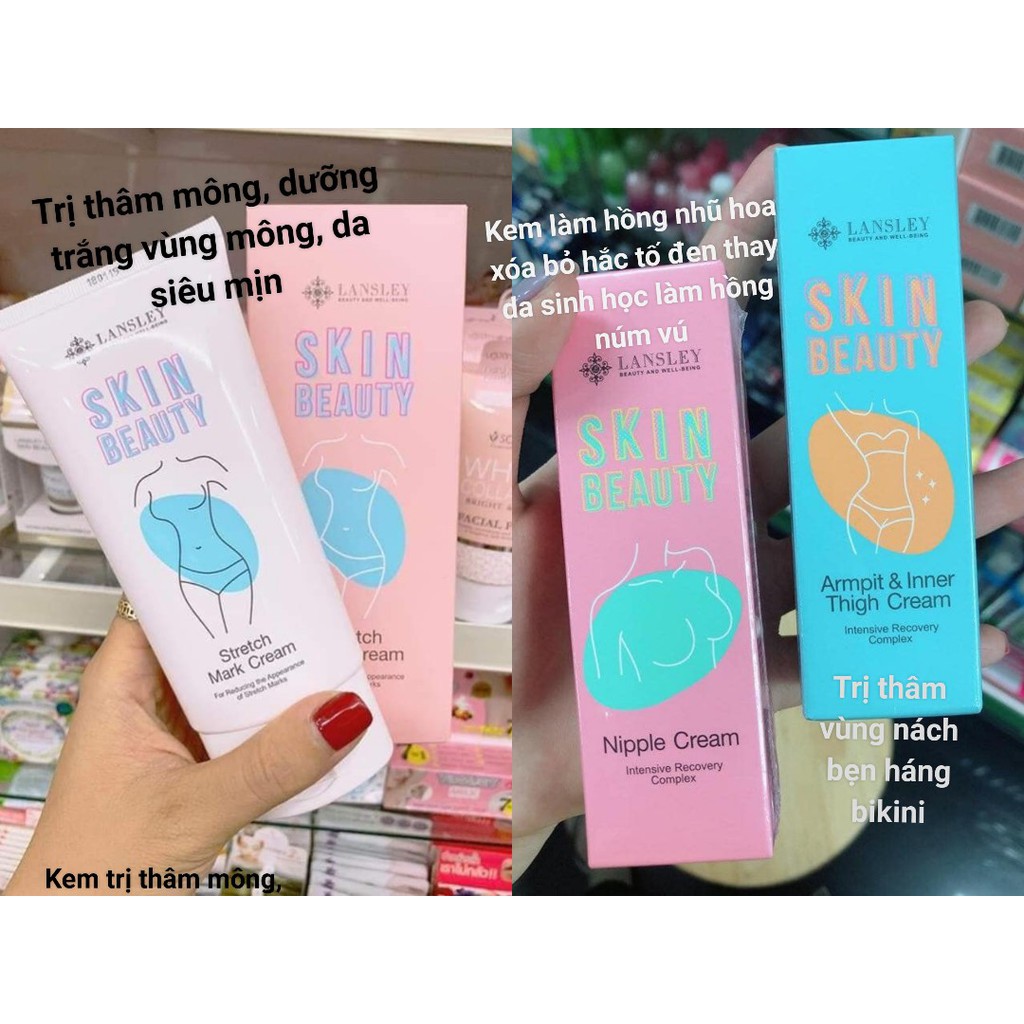 Trị thâm mông, dưỡng
trắng vùng mông, da
siêu mịn
180119
LANSLEY
WELL-BEING
SKIN
BEAUTY
Stretch
Mark Cream
For Reducing the Appearance
of Stretch Marks
LANSLEY
BEAUTY AND WELL-BEING
SKIN
BEAUTY
Kem trị thâm mông,
Kem làm hồng nhũ hoa
xóa bỏ hắc tố đen thay
da sinh học làm hồng
núm vú
LANSLEY
BEAUTY AND WELL-BEING
SKIN
BEAUTY
Nipple Cream
Intensive Recovery
Complex
LANSLEY
BEAUTY AND WELL-BEING
SKIN
BEAUTY
Armpit & Inner
Thigh Cream
Intensive Recovery
Complex
Trị thâm
vùng nách
bẹn háng
bikini